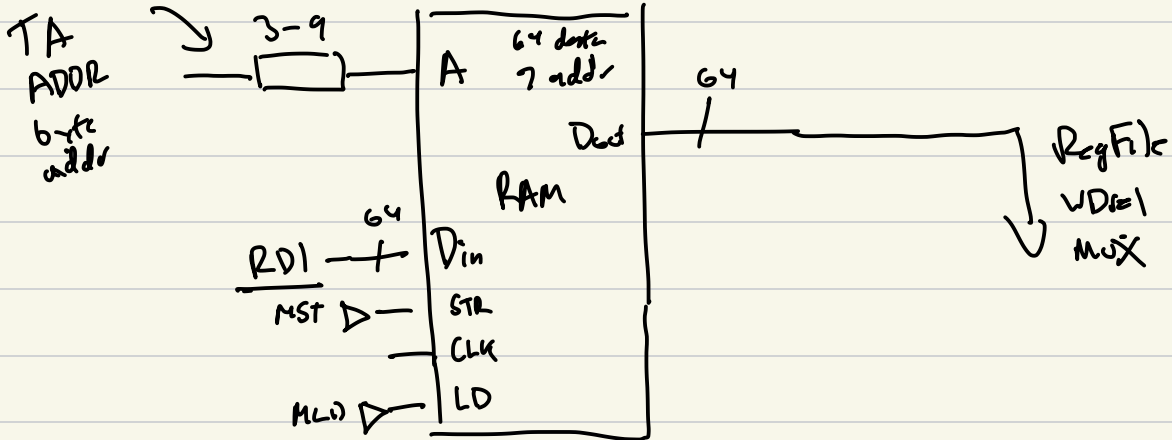 TA
ADDR
byte
addr
3-9
A
64 data
7 addr
Dout
64
RegFile
WDsel
MUX
RAM
64
RD1
Din
MST
STR
CLK
MLD
LD